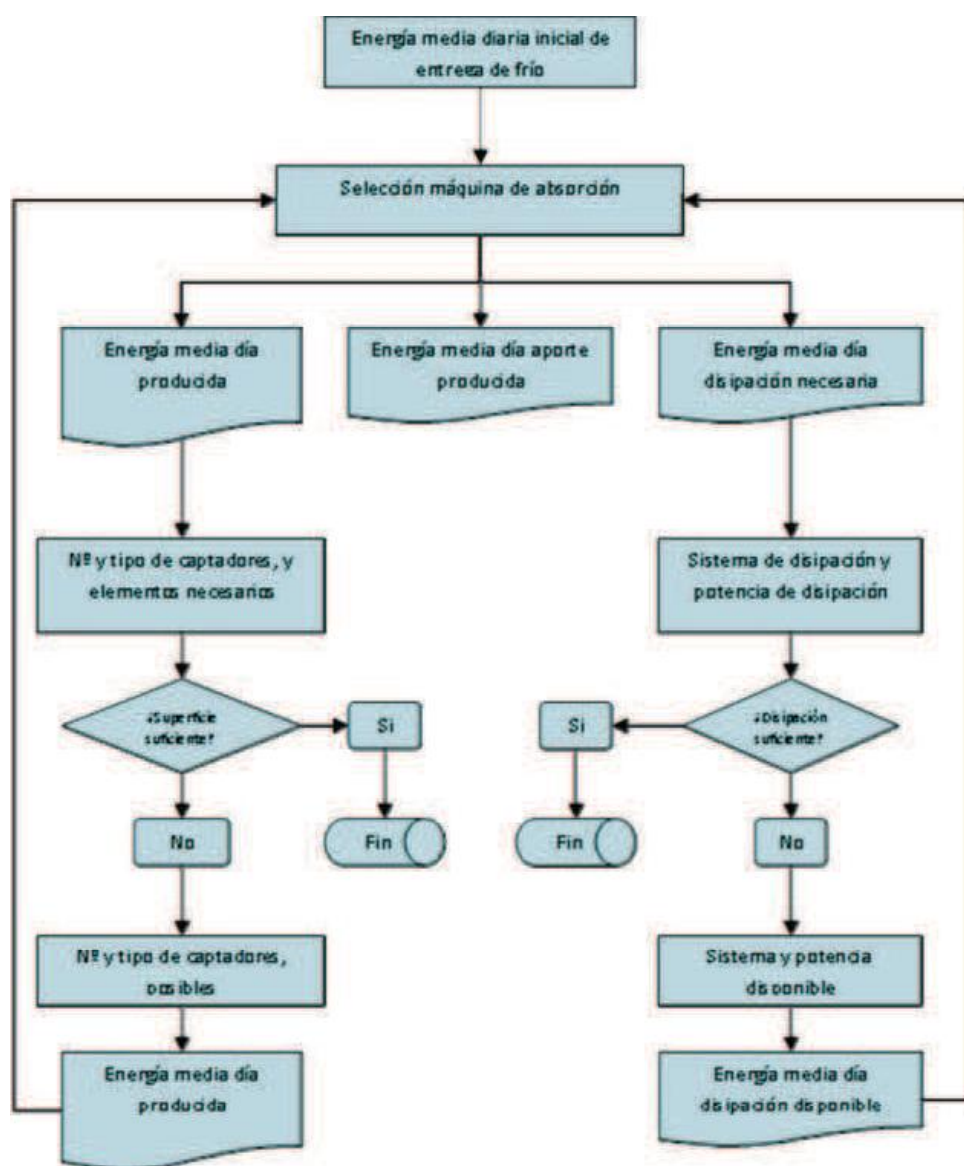 Energía media diaria inicial de
entrega de frío
Selección máquina de absorción
Energía media día
producida
Energía media día aporte
producida
Energía media día
disipación necesaria
Nº y tipo de captadores, y
elementos necesarios
Sistema de disipación y
potencia de disipación
¿Superficie
suficiente?
Si
Si
¿Disipación
suficiente?
No
Fin
Fin
No
Nº y tipo de captadores,
posibles
Sistema y potencia
disponible
Energía media día
producida
Energía media día
disipación disponible